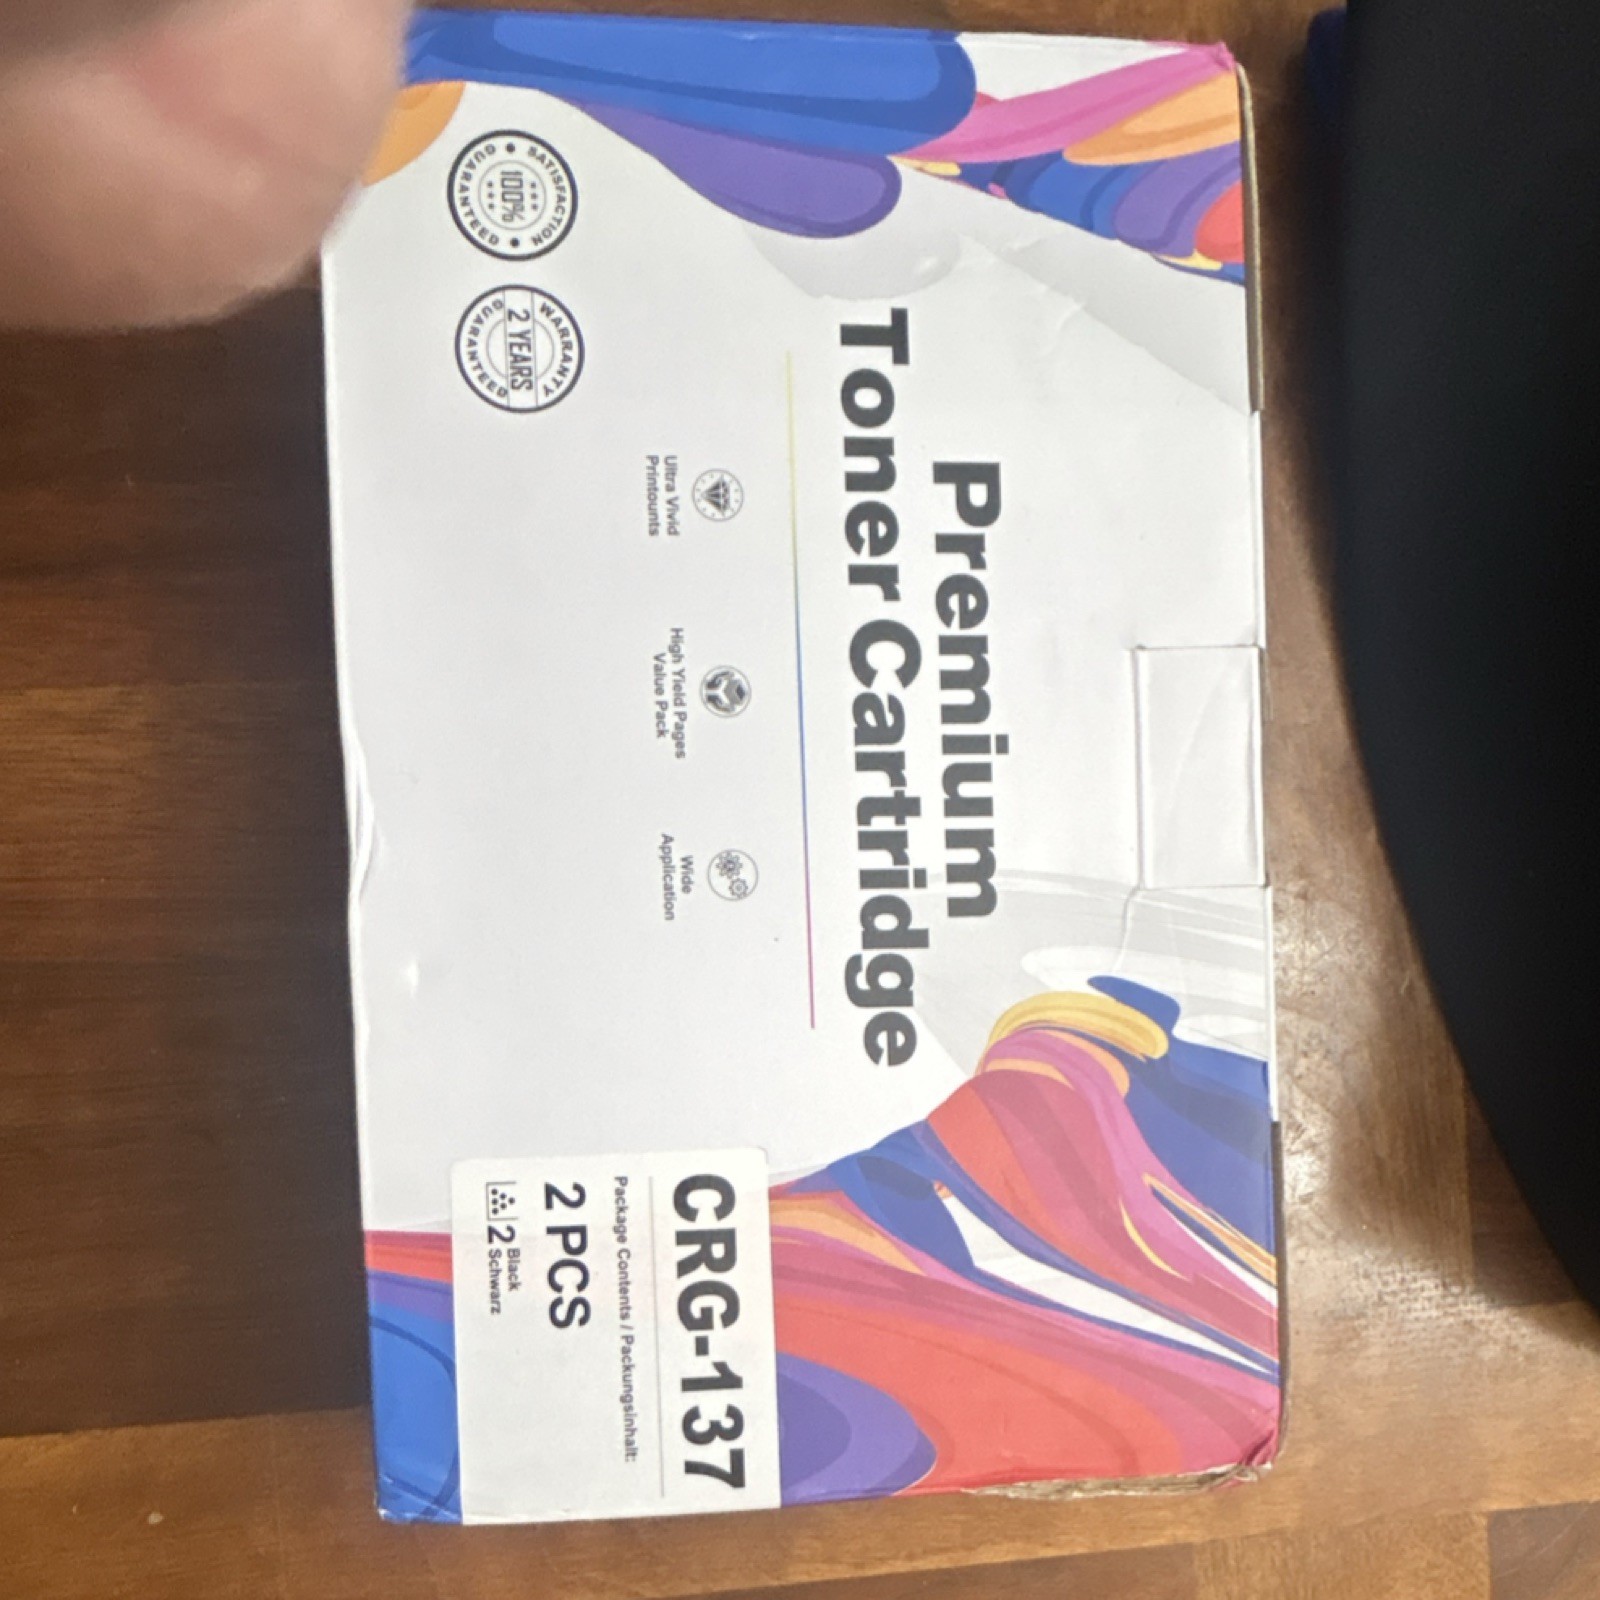 Premium
Toner Cartridge
Ultra Vivid
Printounts
High Yield Pages
Value Pack
Wide
Application
SATISFACTION
100%
GUARANTEED
WARRANTY
2 YEARS
GUARANTEED
CRG-137
Package Contents / Packungsinhalt:
2 PCS
2 Black
Schwarz